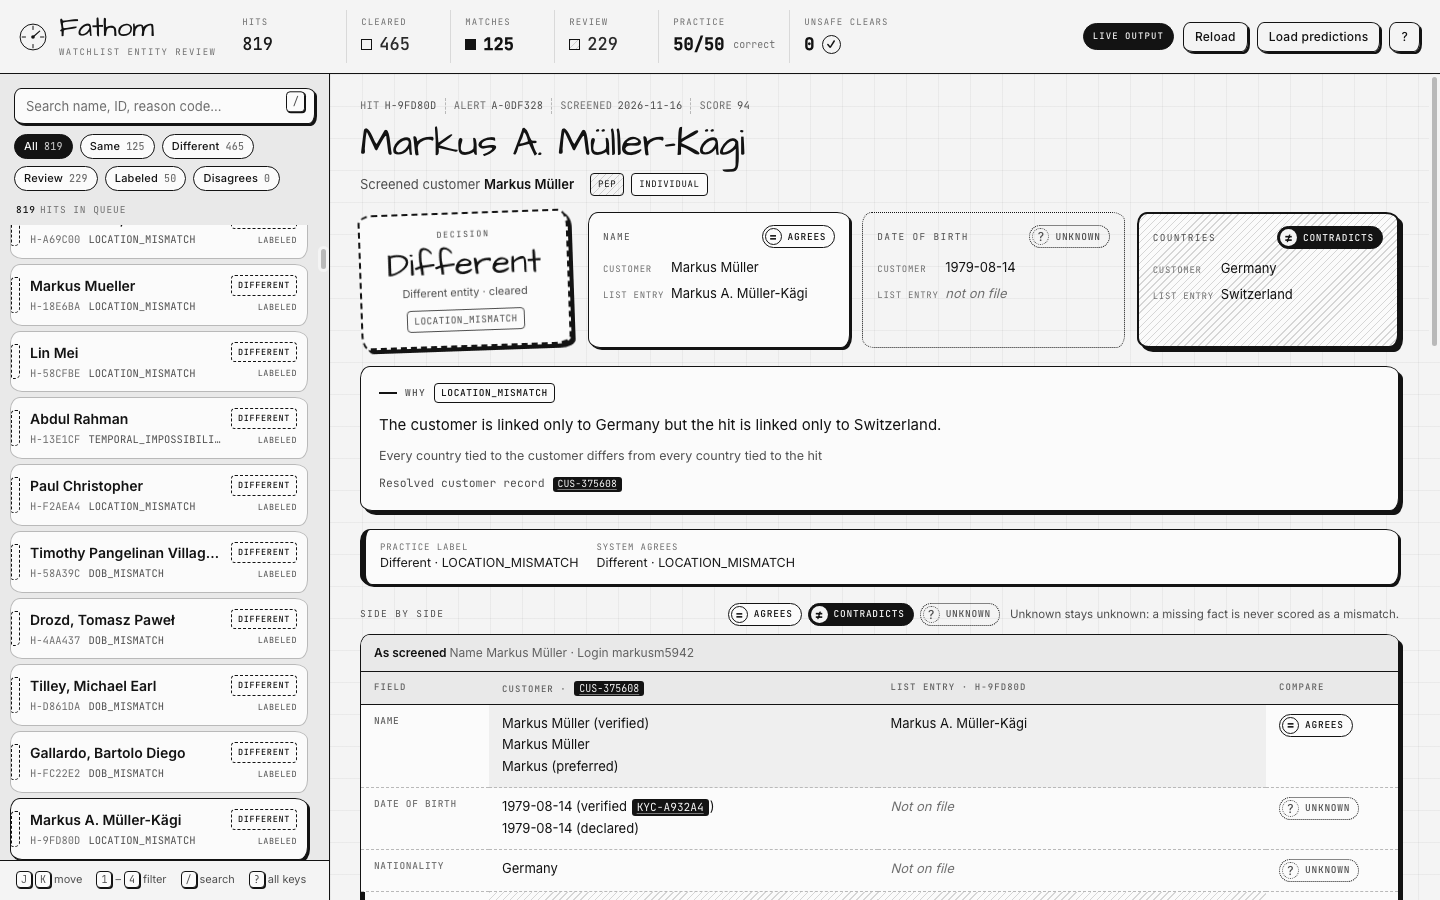 Fathom
WATCHLIST ENTITY REVIEW
HITS
819
CLEARED
465
MATCHES
125
REVIEW
229
PRACTICE
50/50 correct
UNSAFE CLEARS
0
LIVE OUTPUT
Reload
Load predictions
?
Search name, ID, reason code...
/
All 819
Same 125
Different 465
Review 229
Labeled 50
Disagrees 0
819 HITS IN QUEUE
H-A69C00 LOCATION_MISMATCH LABELED
Markus Mueller DIFFERENT
H-18E6BA LOCATION_MISMATCH LABELED
Lin Mei DIFFERENT
H-58CFBE LOCATION_MISMATCH LABELED
Abdul Rahman DIFFERENT
H-13E1CF TEMPORAL_IMPOSSIBILI… LABELED
Paul Christopher DIFFERENT
H-F2AEA4 LOCATION_MISMATCH LABELED
Timothy Pangelinan Villag… DIFFERENT
H-58A39C DOB_MISMATCH LABELED
Drozd, Tomasz Paweł DIFFERENT
H-4AA437 DOB_MISMATCH LABELED
Tilley, Michael Earl DIFFERENT
H-D861DA DOB_MISMATCH LABELED
Gallardo, Bartolo Diego DIFFERENT
H-FC22E2 DOB_MISMATCH LABELED
Markus A. Müller-Kägi DIFFERENT
H-9FD80D LOCATION_MISMATCH LABELED
J K move 1 – 4 filter / search ? all keys
HIT H-9FD80D ALERT A-0DF328 SCREENED 2026-11-16 SCORE 94
Markus A. Müller-Kägi
Screened customer Markus Müller PEP INDIVIDUAL
DECISION
Different
Different entity · cleared
LOCATION_MISMATCH
NAME = AGREES
CUSTOMER Markus Müller
LIST ENTRY Markus A. Müller-Kägi
DATE OF BIRTH ? UNKNOWN
CUSTOMER 1979-08-14
LIST ENTRY not on file
COUNTRIES ≠ CONTRADICTS
CUSTOMER Germany
LIST ENTRY Switzerland
WHY LOCATION_MISMATCH
The customer is linked only to Germany but the hit is linked only to Switzerland.
Every country tied to the customer differs from every country tied to the hit
Resolved customer record CUS-375608
PRACTICE LABEL
Different · LOCATION_MISMATCH
SYSTEM AGREES
Different · LOCATION_MISMATCH
SIDE BY SIDE = AGREES ≠ CONTRADICTS ? UNKNOWN Unknown stays unknown: a missing fact is never scored as a mismatch.
As screened Name Markus Müller · Login markusm5942
FIELD CUSTOMER · CUS-375608 LIST ENTRY · H-9FD80D COMPARE
NAME Markus Müller (verified) Markus A. Müller-Kägi = AGREES
Markus Müller
Markus (preferred)
DATE OF BIRTH 1979-08-14 (verified KYC-A932A4) Not on file ? UNKNOWN
1979-08-14 (declared)
NATIONALITY Germany Not on file ? UNKNOWN